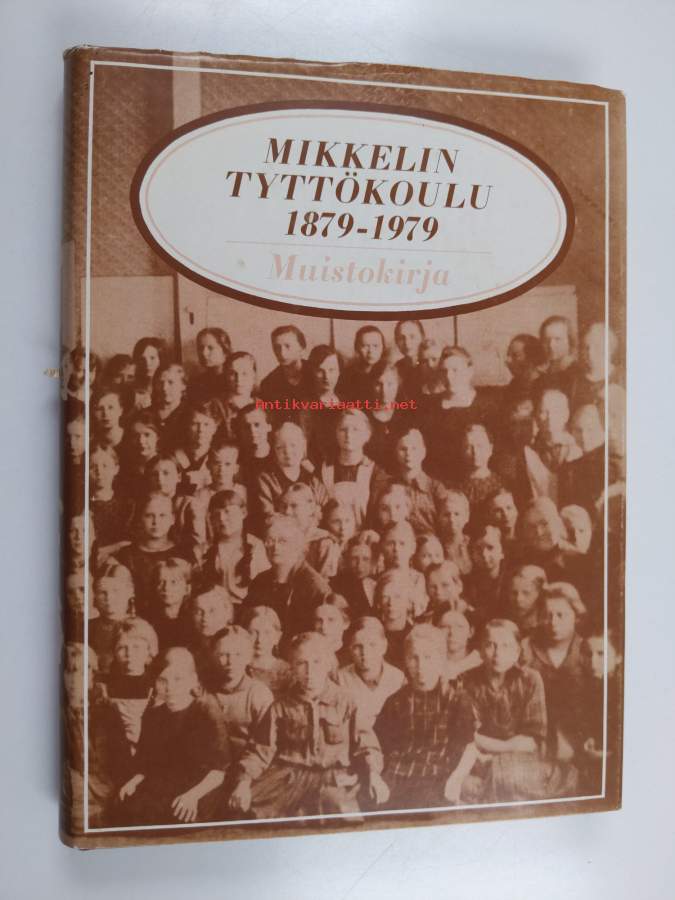 MIKKELIN
TYTTÖKOULU
1879-1979
Muistokirja
Antikvariaatti.net